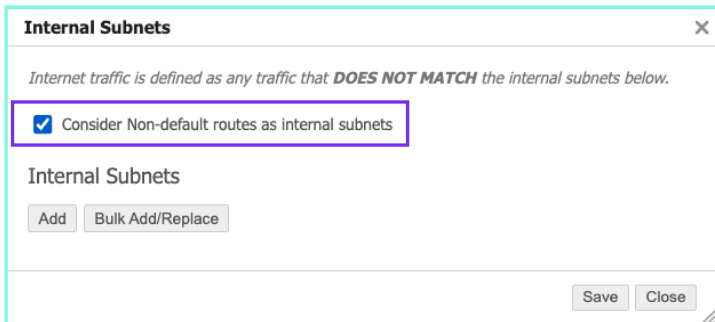 Internal Subnets
Internet traffic is defined as any traffic that DOES NOT MATCH the internal subnets below.
Consider Non-default routes as internal subnets
Internal Subnets
Add Bulk Add/Replace
Save Close